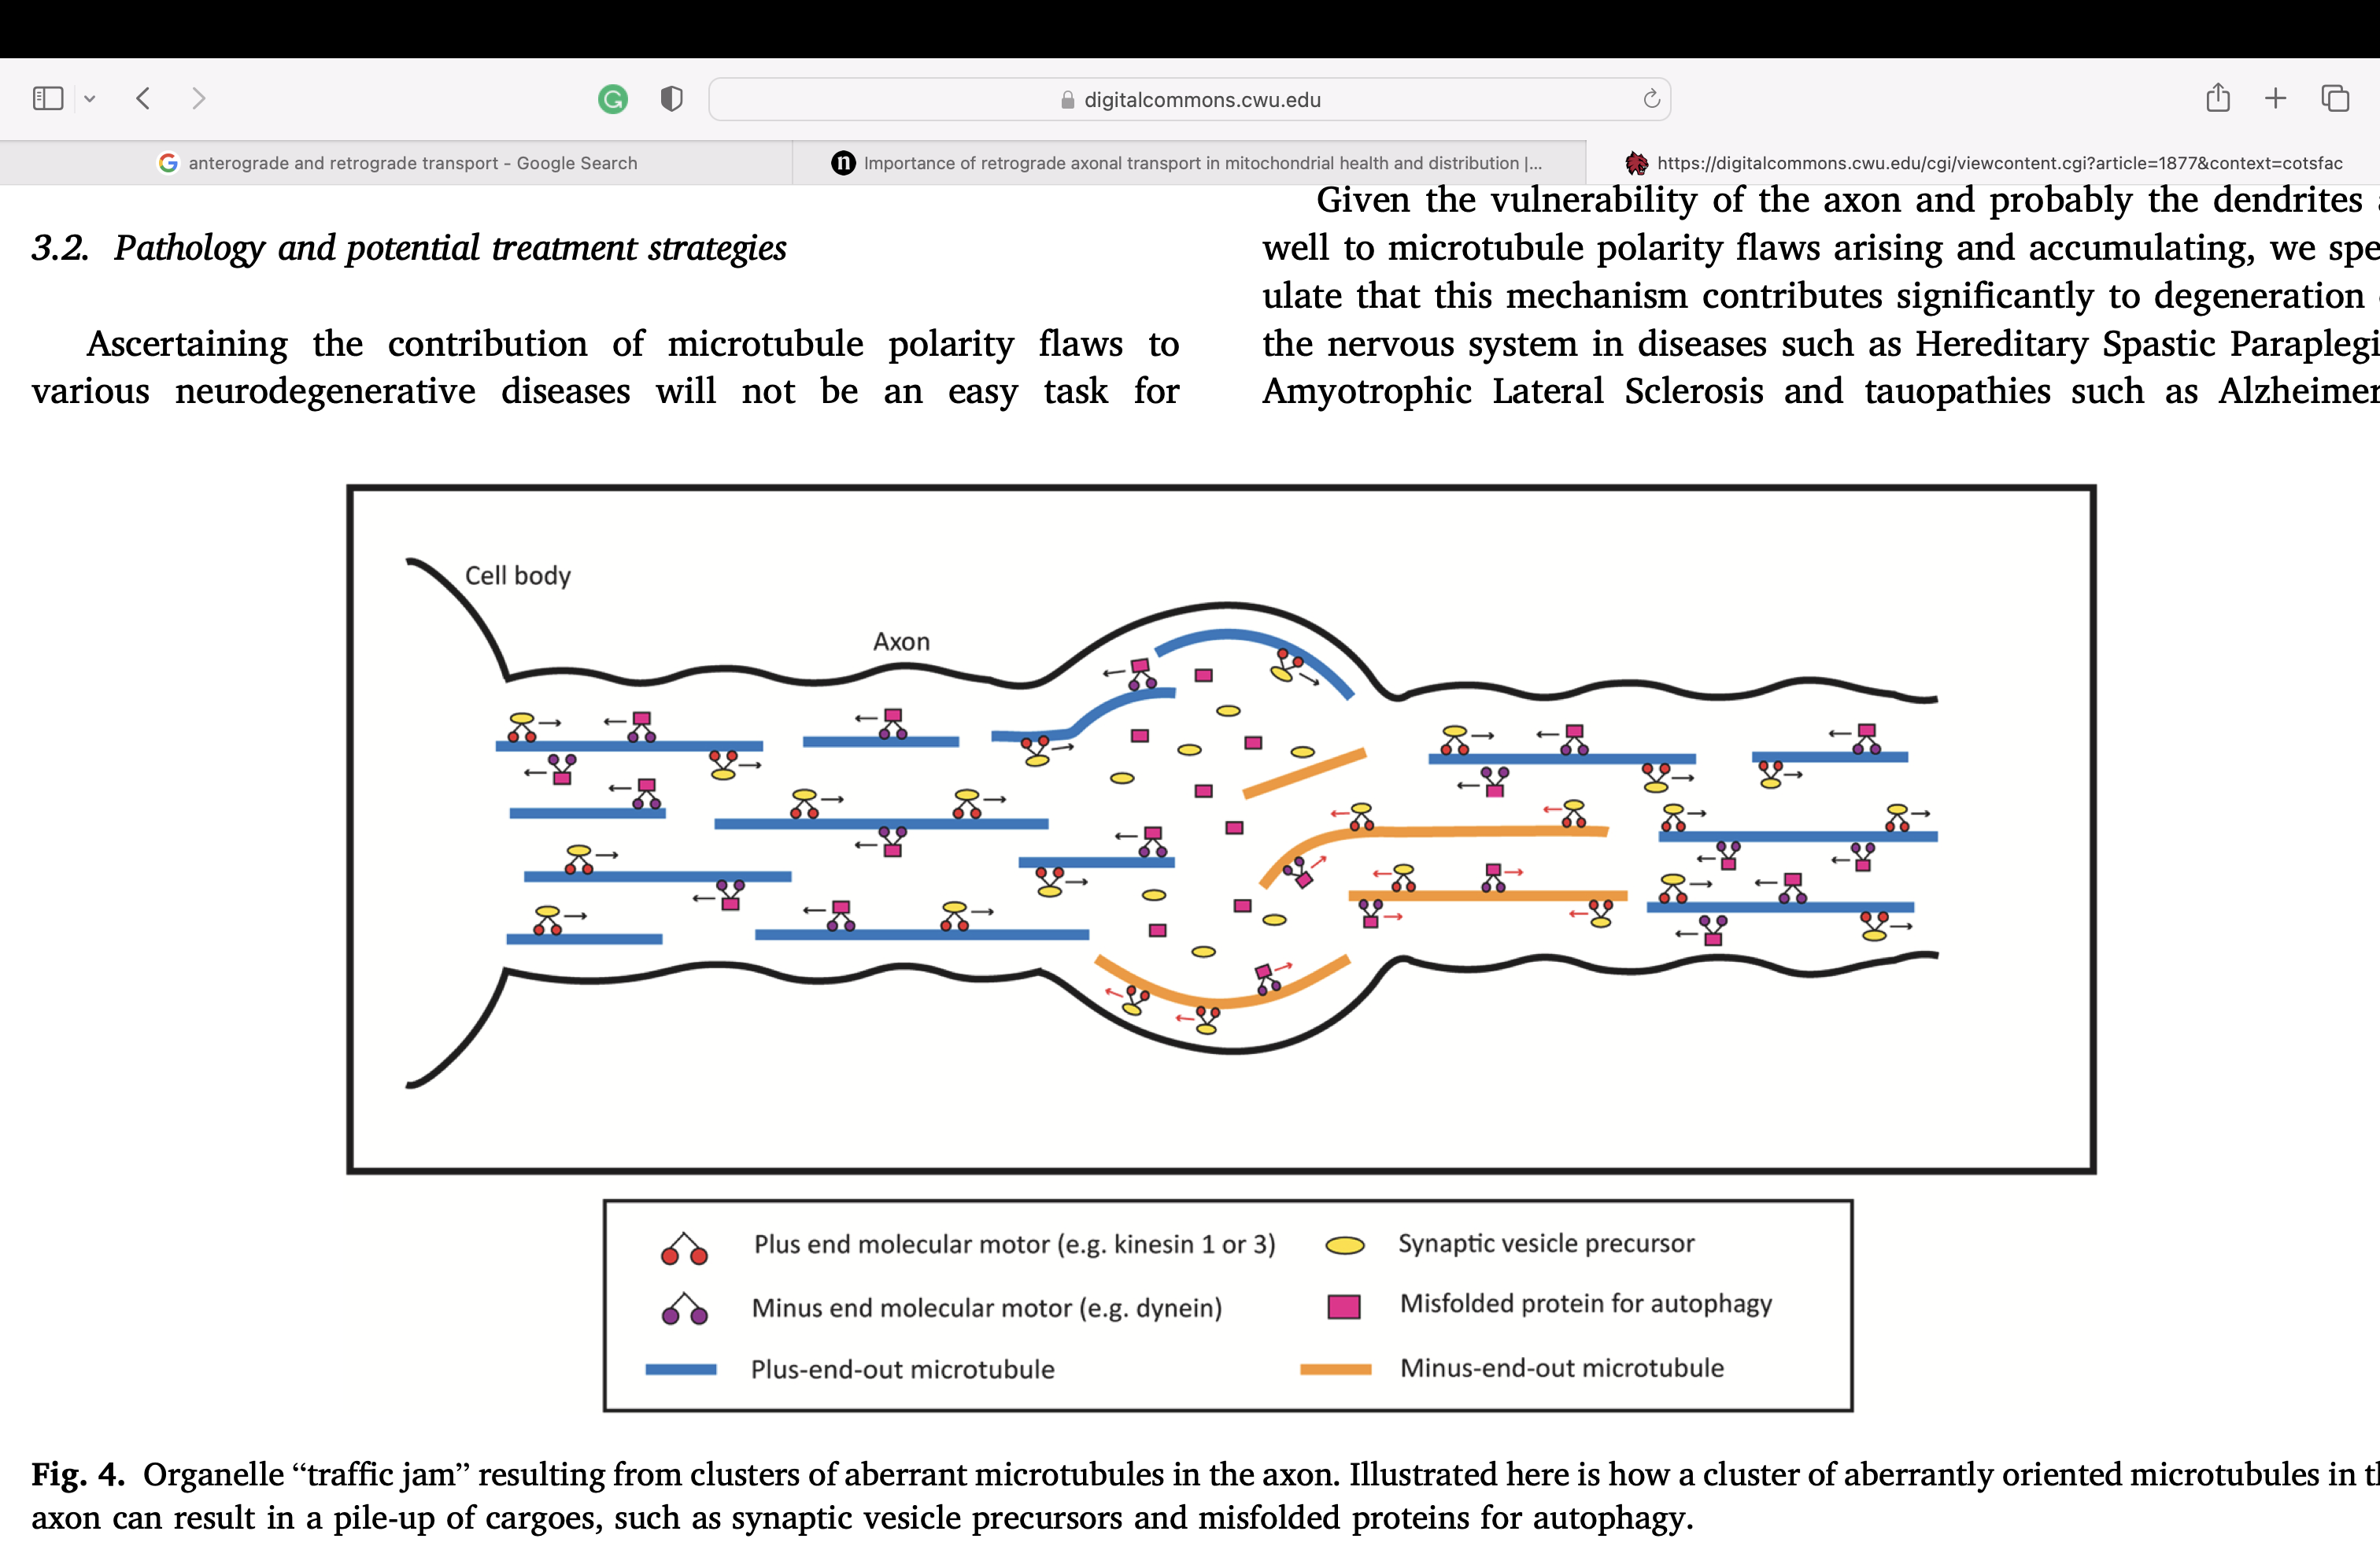 digitalcommons.cwu.edu
anterograde and retrograde transport - Google Search
Importance of retrograde axonal transport in mitochondrial health and distribution |...
https://digitalcommons.cwu.edu/cgi/viewcontent.cgi?article=1877&context=cotsfac
3.2. Pathology and potential treatment strategies
Ascertaining the contribution of microtubule polarity flaws to
various neurodegenerative diseases will not be an easy task for
Given the vulnerability of the axon and probably the dendrites
well to microtubule polarity flaws arising and accumulating, we spe
ulate that this mechanism contributes significantly to degeneration
the nervous system in diseases such as Hereditary Spastic Paraplegi
Amyotrophic Lateral Sclerosis and tauopathies such as Alzheimer
Cell body
Axon
Plus end molecular motor (e.g. kinesin 1 or 3)
Synaptic vesicle precursor
Minus end molecular motor (e.g. dynein)
Misfolded protein for autophagy
Plus-end-out microtubule
Minus-end-out microtubule
Fig. 4. Organelle “traffic jam” resulting from clusters of aberrant microtubules in the axon. Illustrated here is how a cluster of aberrantly oriented microtubules in
axon can result in a pile-up of cargoes, such as synaptic vesicle precursors and misfolded proteins for autophagy.